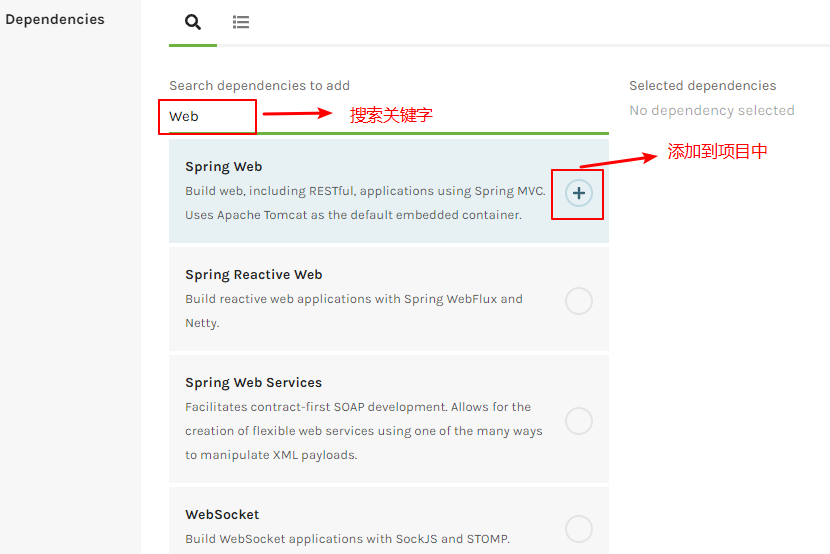 Dependencies
Search dependencies to add
Selected dependencies
Web
搜索关键字
No dependency selected
添加到项目中
Spring Web
Build web, including RESTful, applications using Spring MVC.
Uses Apache Tomcat as the default embedded container.
Spring Reactive Web
Build reactive web applications with Spring WebFlux and
Netty.
Spring Web Services
Facilitates contract-first SOAP development. Allows for the
creation of flexible web services using one of the many ways
to manipulate XML payloads.
WebSocket
Build WebSocket applications with SockJS and STOMP.